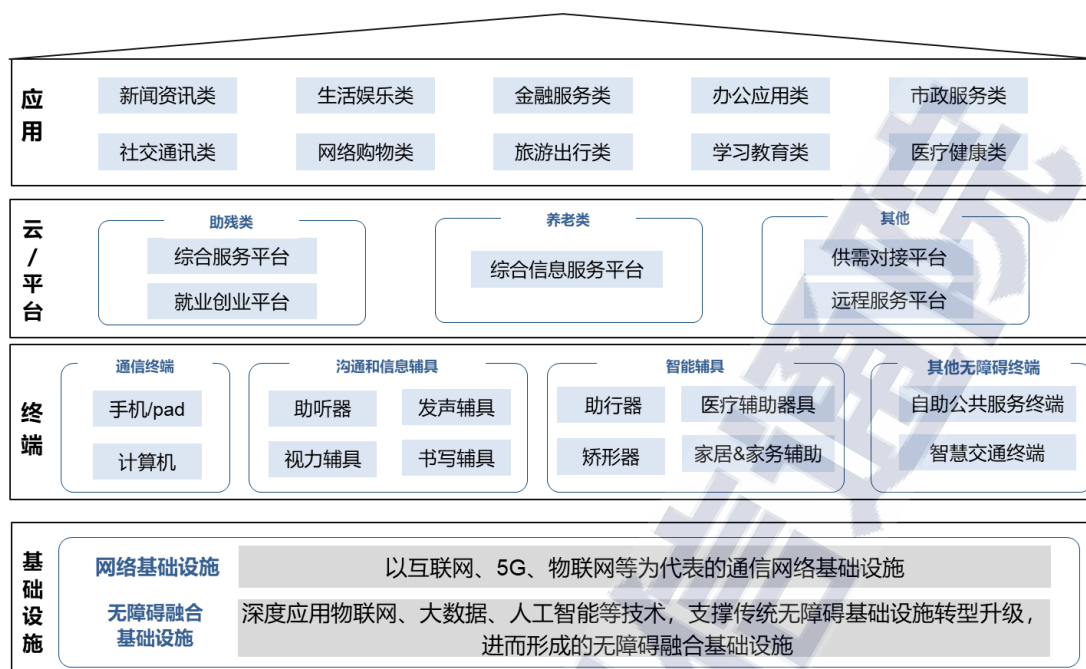 应用
新闻资讯类 生活娱乐类 金融服务类 办公应用类 市政服务类
社交通讯类 网络购物类 旅游出行类 学习教育类 医疗健康类
云/平台
助残类 养老类 其他
综合服务平台 综合信息服务平台 供需对接平台
就业创业平台 远程服务平台
终端
通信终端 沟通和信息辅具 智能辅具 其他无障碍终端
手机/pad 助听器 发声辅具 助行器 医疗辅助器具 自助公共服务终端
计算机 视力辅具 书写辅具 矫形器 家居&家务辅助 智慧交通终端
基础设施
网络基础设施 以互联网、5G、物联网等为代表的通信网络基础设施
无障碍融合
基础设施
深度应用物联网、大数据、人工智能等技术，支撑传统无障碍基础设施转型升级，
进而形成的无障碍融合基础设施
信通院